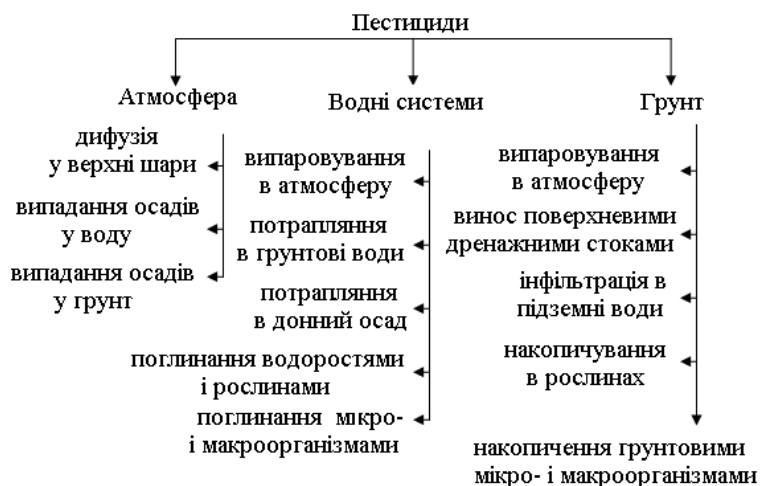 Пестициди
Атмосфера
дифузія
у верхні шари
випадання осадів
у воду
випадання осадів
у грунт
Водні системи
випаровування
в атмосферу
потрапляння
в грунтові води
потрапляння
в донний осад
поглинання водоростями
і рослинами
поглинання мікро-
і макроорганізмами
Грунт
випаровування
в атмосферу
винос поверхневими
дренажними стоками
інфільтрація в
підземні води
накопичування
в рослинах
накопичення грунтовими
мікро- і макроорганізмами